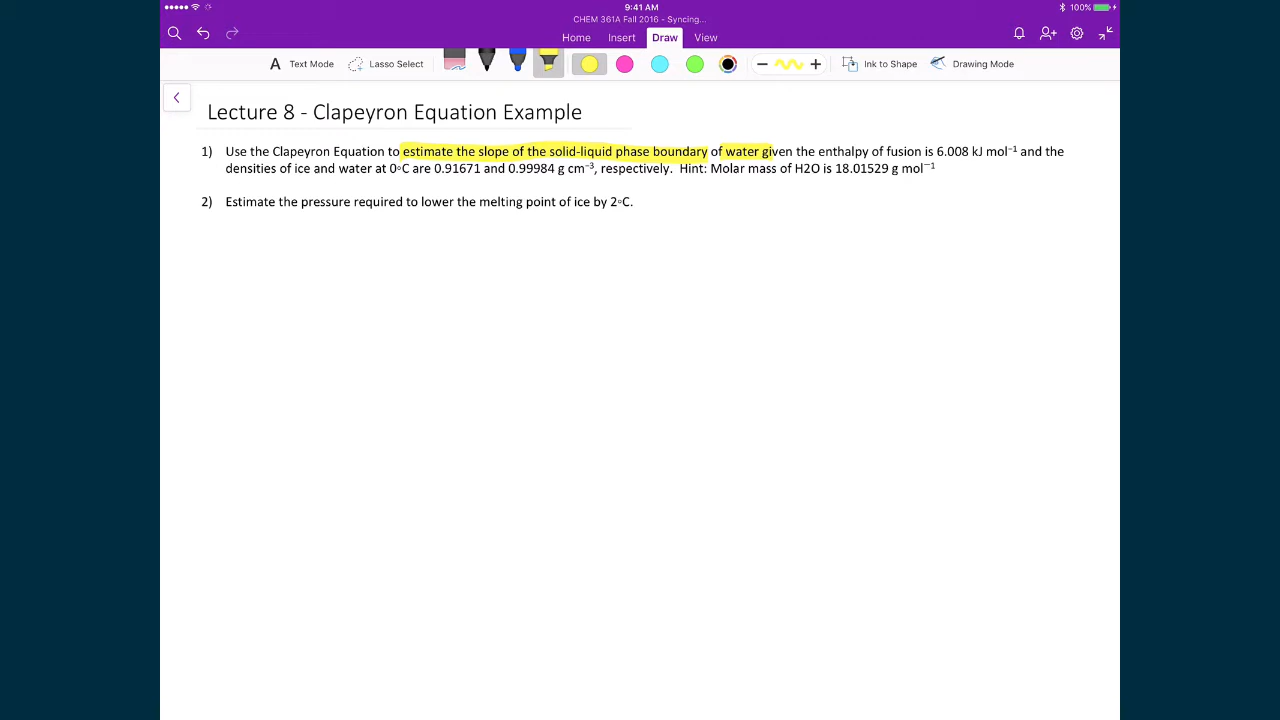 9:41 AM
100%
CHEM 361A Fall 2016 - Syncing...
Home Insert Draw View
A Text Mode Lasso Select Ink to Shape Drawing Mode
Lecture 8 - Clapeyron Equation Example
1) Use the Clapeyron Equation to estimate the slope of the solid-liquid phase boundary of water given the enthalpy of fusion is 6.008 kJ mol⁻¹ and the
densities of ice and water at 0◦C are 0.91671 and 0.99984 g cm⁻³, respectively. Hint: Molar mass of H2O is 18.01529 g mol⁻¹
2) Estimate the pressure required to lower the melting point of ice by 2◦C.